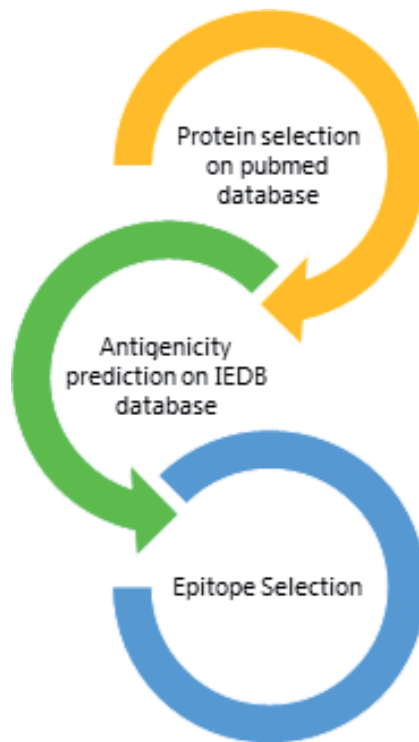 Protein selection
on pubmed
database
Antigenicity
prediction on IEDB
database
Epitope Selection